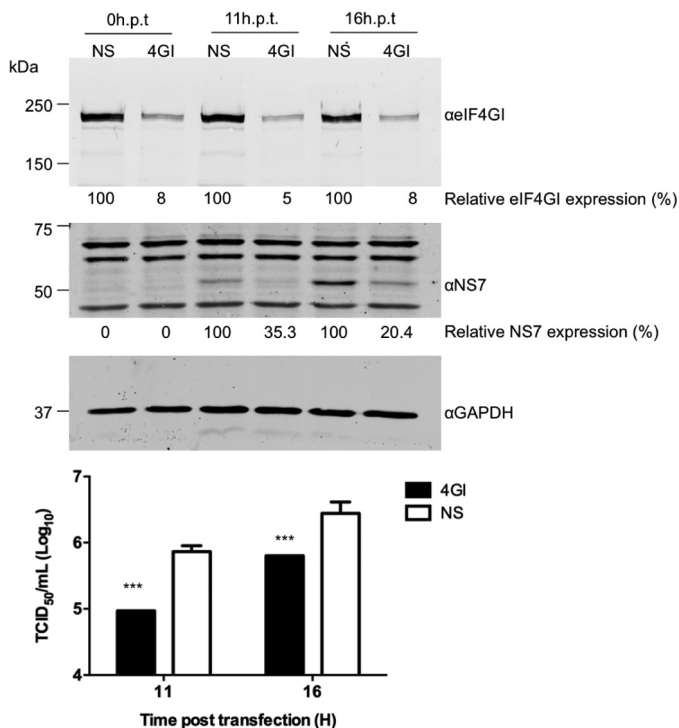 0h.p.t 11h.p.t. 16h.p.t
NS 4GI NS 4GI NS 4GI
kDa
250
αeIF4GI
150
100 8 100 5 100 8 Relative eIF4GI expression (%)
75
αNS7
50
0 0 100 35.3 100 20.4 Relative NS7 expression (%)
37 αGAPDH
7
6
5
4
TCID50/mL (Log10)
*** ***
4GI
NS
11 16
Time post transfection (H)